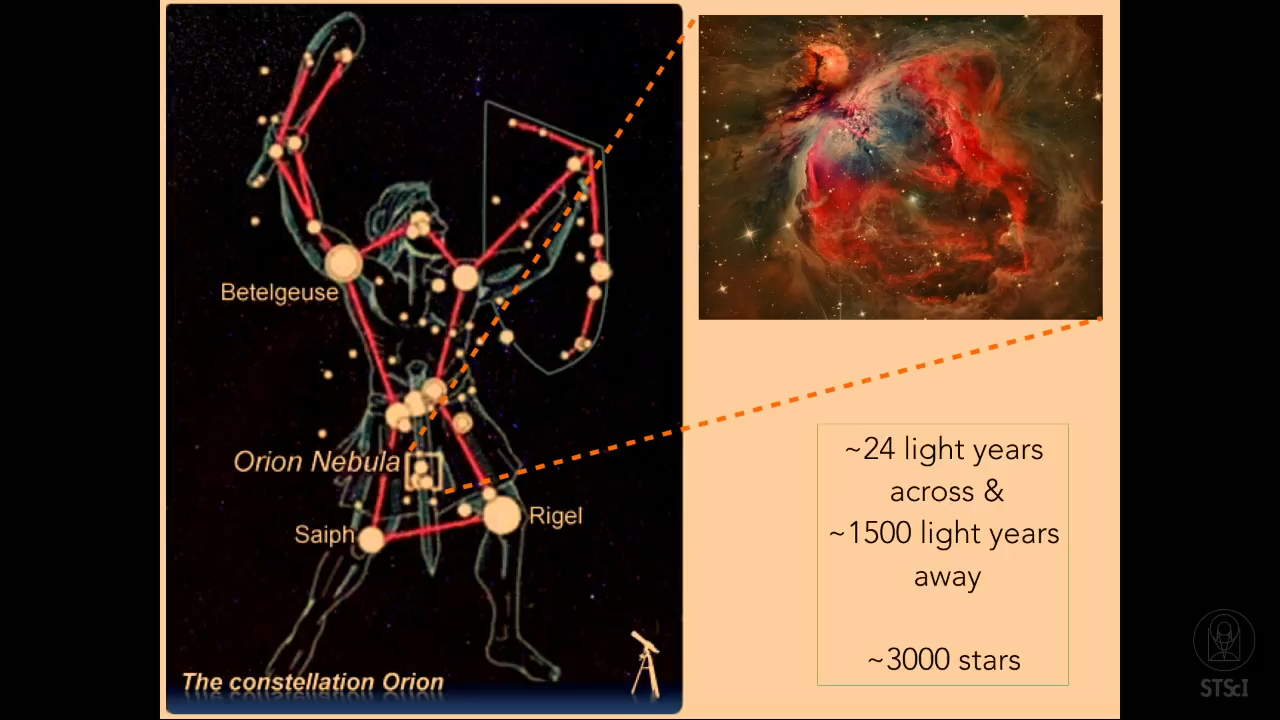 Betelgeuse
Orion Nebula
Saiph
Rigel
The constellation Orion
~24 light years
across &
~1500 light years
away
~3000 stars
STScI